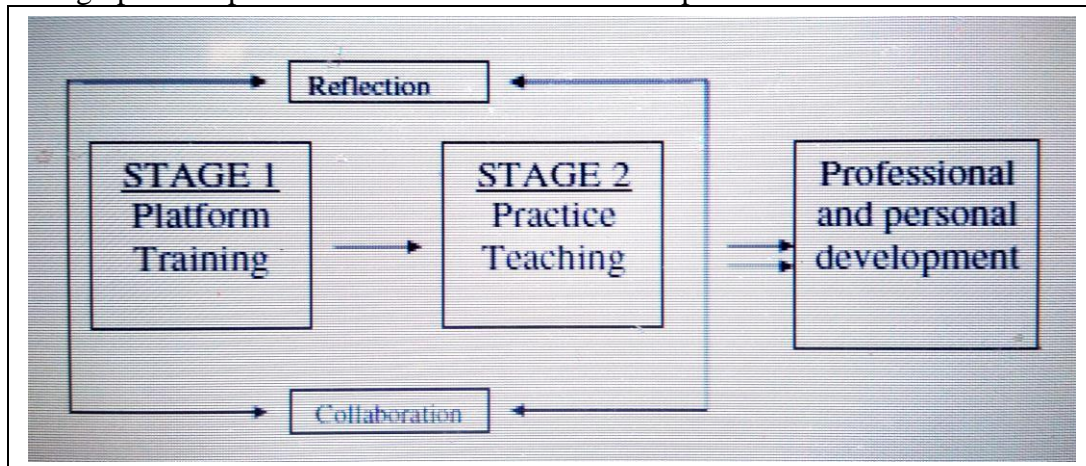 Reflection
STAGE 1
Platform
Training
STAGE 2
Practice
Teaching
Professional
and personal
development
Collaboration